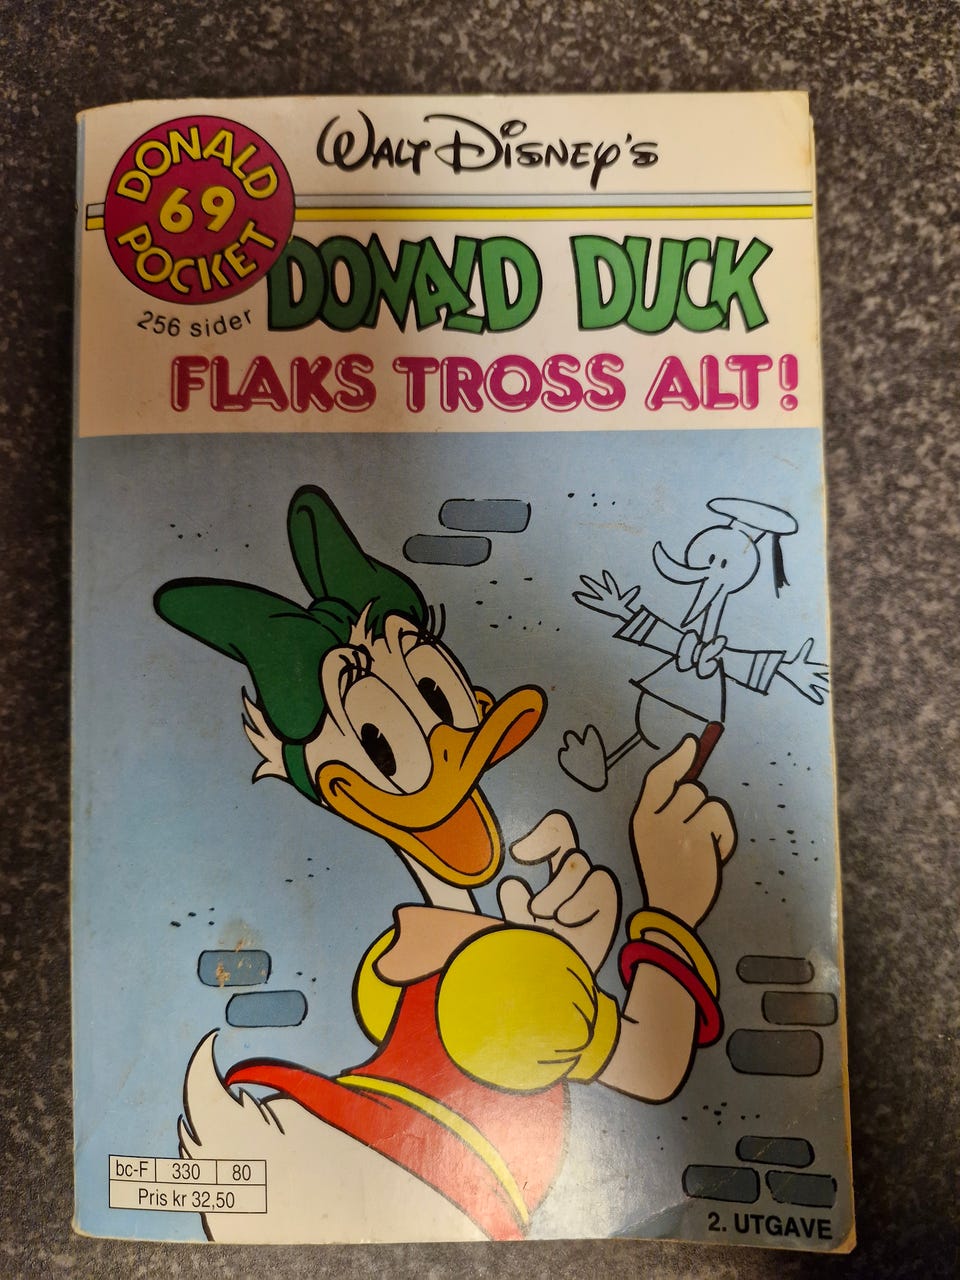 Walt Disney's
DONALD
69
POCKET
256 sider
DONALD DUCK
FLAKS TROSS ALT!
bc-F 330 80
Pris kr 32,50
2. UTGAVE